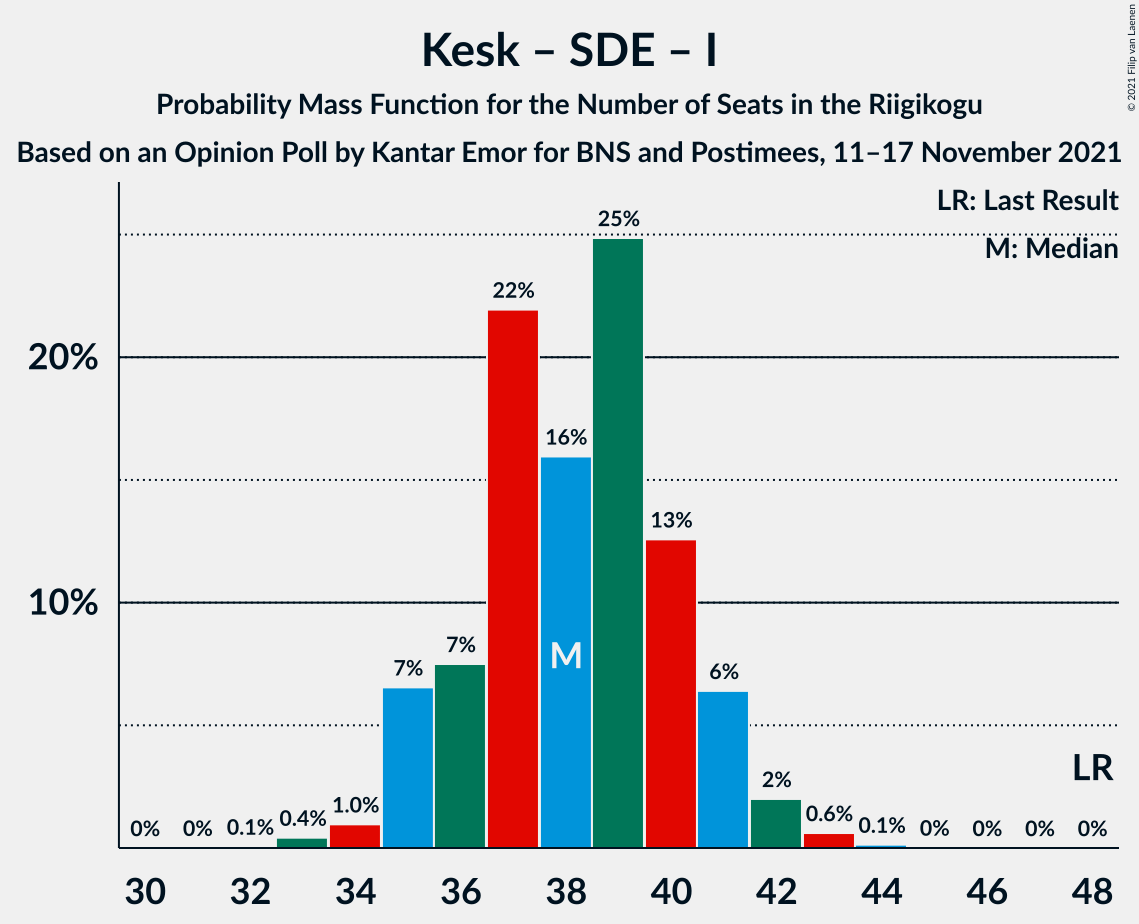 Kesk – SDE – I
Probability Mass Function for the Number of Seats in the Riigikogu
Based on an Opinion Poll by Kantar Emor for BNS and Postimees, 11–17 November 2021
© 2021 Filip van Laenen
LR: Last Result
M: Median
20%
10%
0%
0%
0.1%
0.4%
1.0%
7%
7%
22%
16%
25%
13%
6%
2%
0.6%
0.1%
0%
0%
0%
0%
M
LR
30 32 34 36 38 40 42 44 46 48